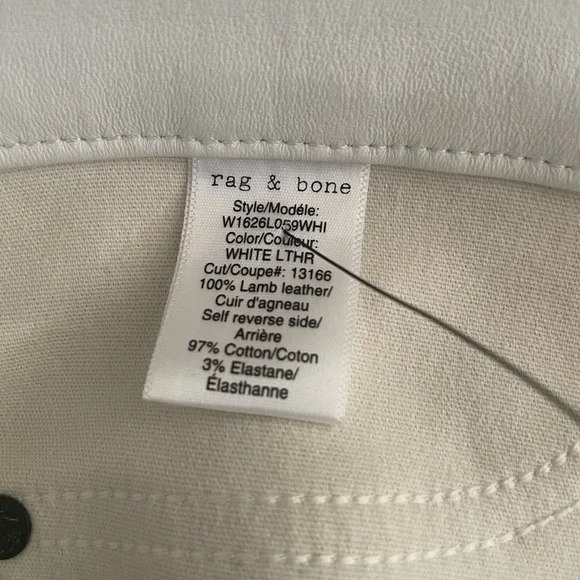 rag & bone
Style/Modéle:
W1626L059WHI
Color/Couleur:
WHITE LTHR
Cut/Coupe#: 13166
100% Lamb leather/
Cuir d'agneau
Self reverse side/
Arrière
97% Cotton/Coton
3% Elastane/
Élasthanne